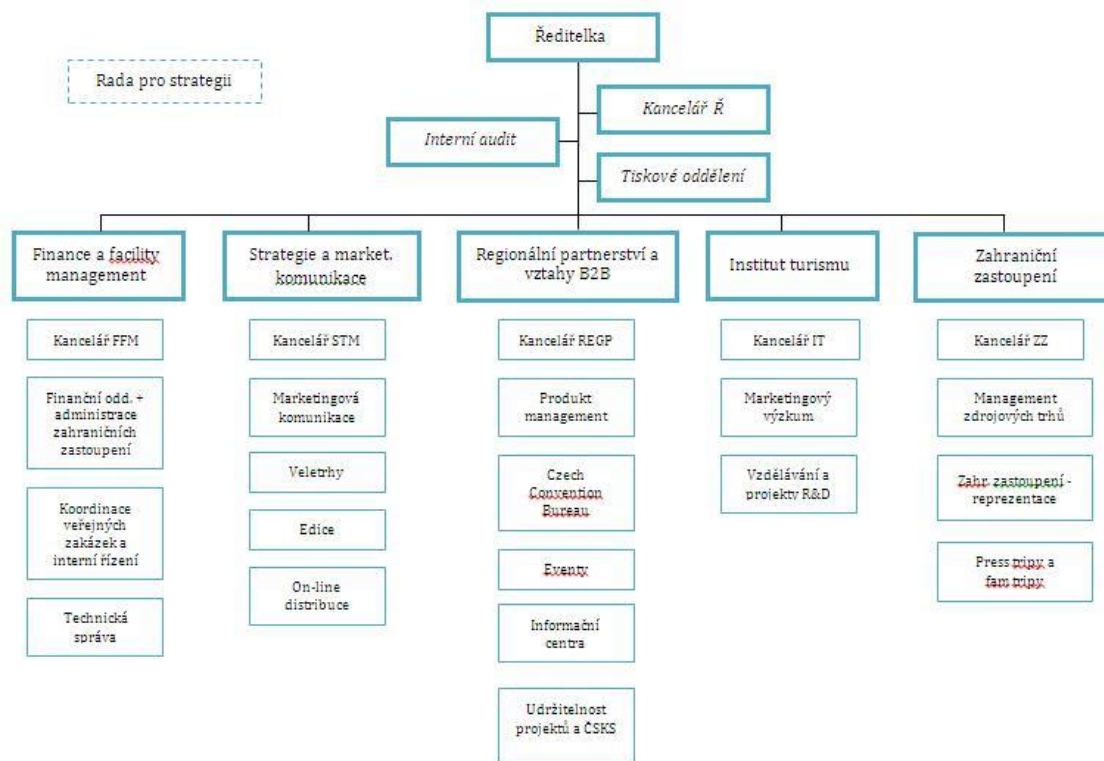 Ředitelka
Rada pro strategii
Kancelář Ř
Interní audit
Tiskové oddělení
Finance a facility
management
Strategie a market.
komunikace
Regionální partnerství a
vztahy B2B
Institut turismu
Zahraniční
zastoupení
Kancelář FFM
Finanční odd. +
administrace
zahraničních
zastoupení
Koordinace
veřejných
zakázek a
interní řízení
Technická
správa
Kancelář STM
Marketingová
komunikace
Veletrhy
Edice
On-line
distribuce
Kancelář REGP
Produkt
management
Czech
Convention
Bureau
Eventy
Informační
centra
Udržitelnost
projektů a ČSKS
Kancelář IT
Marketingový
výzkum
Vzdělávání a
projekty R&D
Kancelář ZZ
Management
zdrojových trhů
Zahr. zastoupení -
reprezentace
Press tripy a
fam tripy